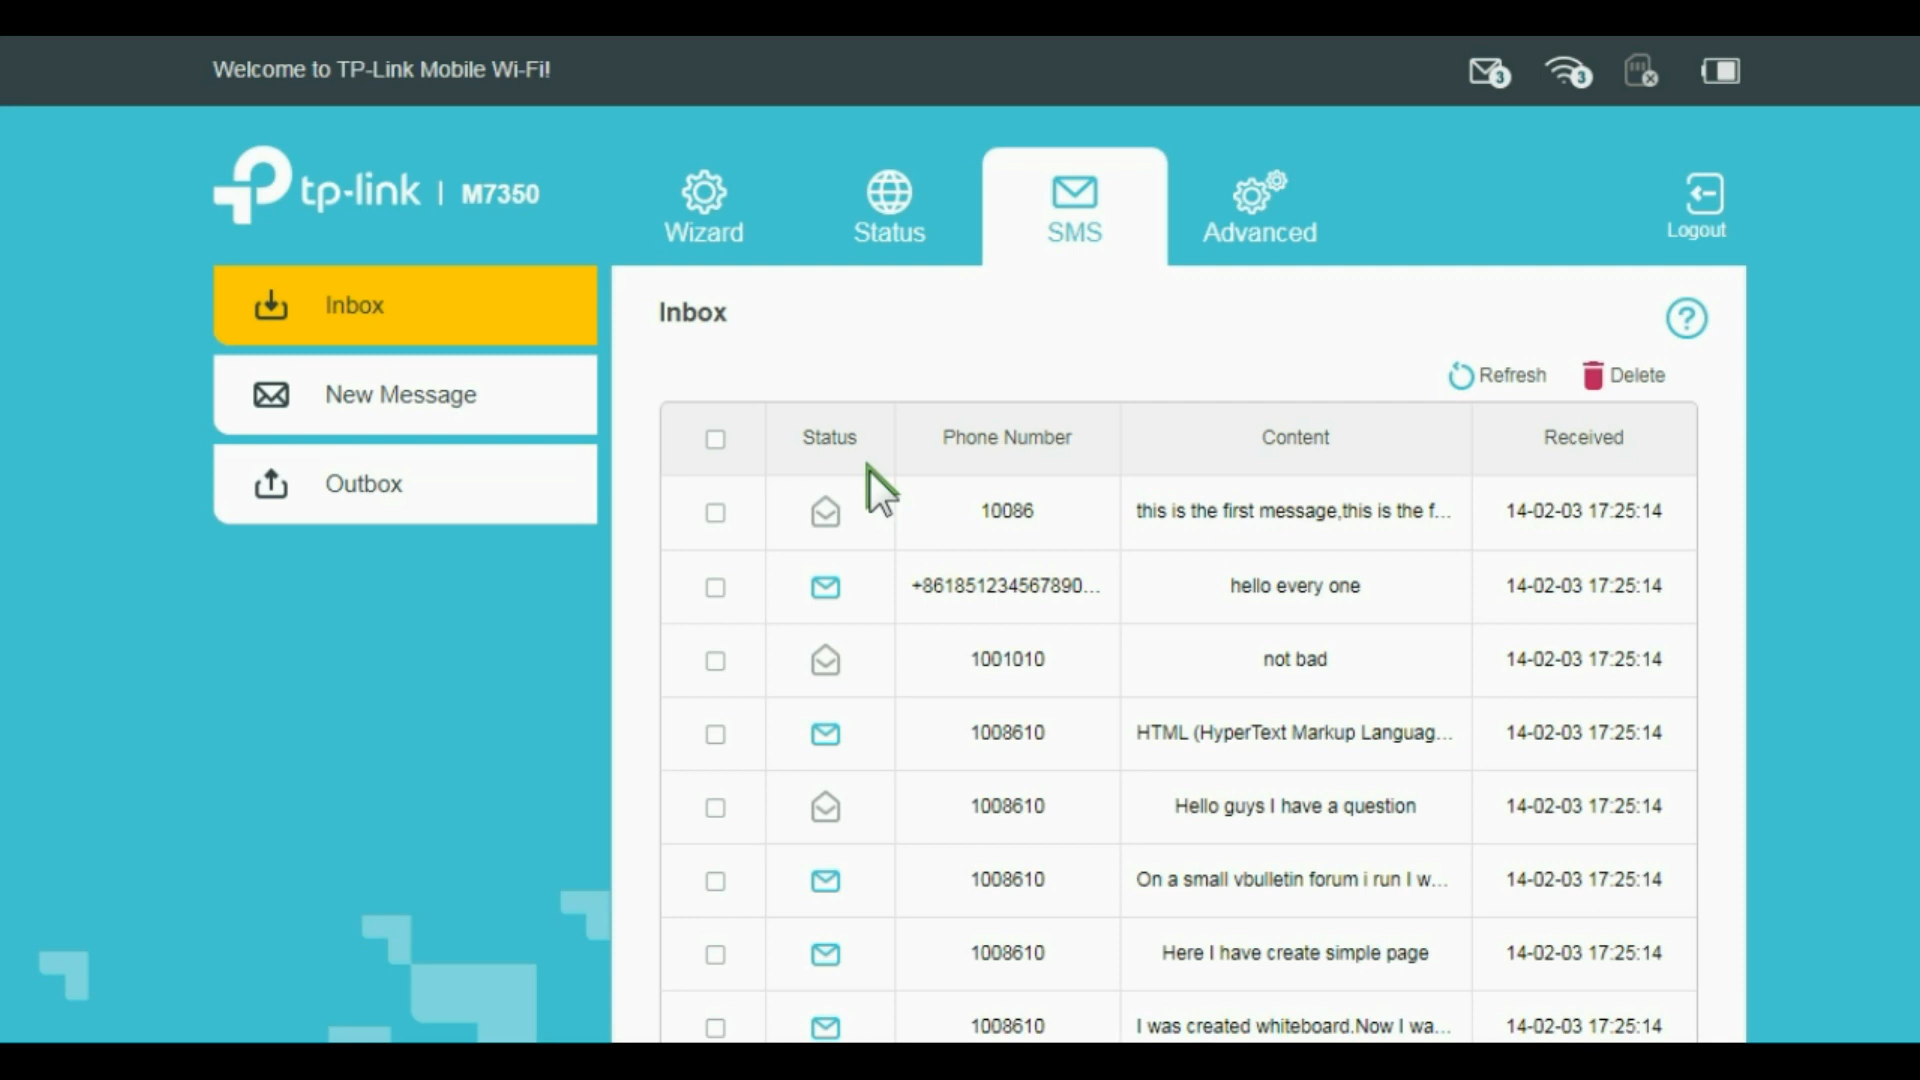 Welcome to TP-Link Mobile Wi-Fi!
3
3
tp-link | M7350
Wizard
Status
SMS
Advanced
Logout
Inbox
New Message
Outbox
Inbox
?
Refresh
Delete
Status Phone Number Content Received
10086 this is the first message,this is the f... 14-02-03 17:25:14
+861851234567890... hello every one 14-02-03 17:25:14
1001010 not bad 14-02-03 17:25:14
1008610 HTML (HyperText Markup Languag... 14-02-03 17:25:14
1008610 Hello guys I have a question 14-02-03 17:25:14
1008610 On a small vbulletin forum i run I w... 14-02-03 17:25:14
1008610 Here I have create simple page 14-02-03 17:25:14
1008610 I was created whiteboard.Now I wa... 14-02-03 17:25:14